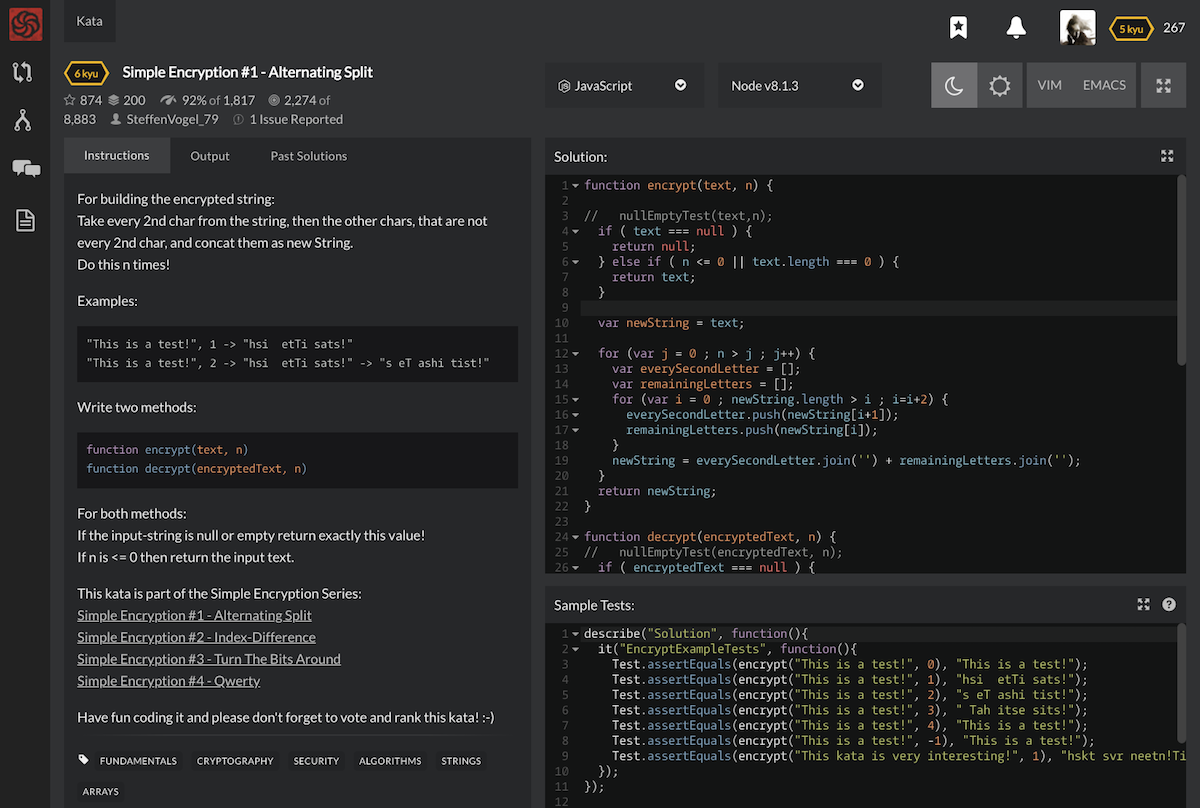 Kata
5 kyu 267
6 kyu Simple Encryption #1 - Alternating Split
874 200 92% of 1,817 2,274 of
8,883 SteffenVogel_79 1 Issue Reported
JavaScript
Node v8.1.3
VIM EMACS
Instructions Output Past Solutions
For building the encrypted string:
Take every 2nd char from the string, then the other chars, that are not
every 2nd char, and concat them as new String.
Do this n times!
Examples:
"This is a test!", 1 -> "hsi  etTi sats!"
"This is a test!", 2 -> "hsi  etTi sats!" -> "s eT ashi tist!"
Write two methods:
function encrypt(text, n)
function decrypt(encryptedText, n)
For both methods:
If the input-string is null or empty return exactly this value!
If n is <= 0 then return the input text.
This kata is part of the Simple Encryption Series:
Simple Encryption #1 - Alternating Split
Simple Encryption #2 - Index-Difference
Simple Encryption #3 - Turn The Bits Around
Simple Encryption #4 - Qwerty
Have fun coding it and please don't forget to vote and rank this kata! :-)
FUNDAMENTALS CRYPTOGRAPHY SECURITY ALGORITHMS STRINGS
ARRAYS
Solution:
1 function encrypt(text, n) {
2
3 //   nullEmptyTest(text,n);
4   if ( text === null ) {
5     return null;
6   } else if ( n <= 0 || text.length === 0 ) {
7     return text;
8   }
9
10   var newString = text;
11
12   for (var j = 0 ; n > j ; j++) {
13     var everySecondLetter = [];
14     var remainingLetters = [];
15     for (var i = 0 ; newString.length > i ; i=i+2) {
16       everySecondLetter.push(newString[i+1]);
17       remainingLetters.push(newString[i]);
18     }
19     newString = everySecondLetter.join('') + remainingLetters.join('');
20   }
21   return newString;
22 }
23
24 function decrypt(encryptedText, n) {
25 //   nullEmptyTest(encryptedText, n);
26   if ( encryptedText === null ) {
Sample Tests:
1 describe("Solution", function(){
2   it("EncryptExampleTests", function(){
3     Test.assertEquals(encrypt("This is a test!", 0), "This is a test!");
4     Test.assertEquals(encrypt("This is a test!", 1), "hsi  etTi sats!");
5     Test.assertEquals(encrypt("This is a test!", 2), "s eT ashi tist!");
6     Test.assertEquals(encrypt("This is a test!", 3), " Tah itse sits!");
7     Test.assertEquals(encrypt("This is a test!", 4), "This is a test!");
8     Test.assertEquals(encrypt("This is a test!", -1), "This is a test!");
9     Test.assertEquals(encrypt("This kata is very interesting!", 1), "hskt svr neetn!Ti
10   });
11 });
12